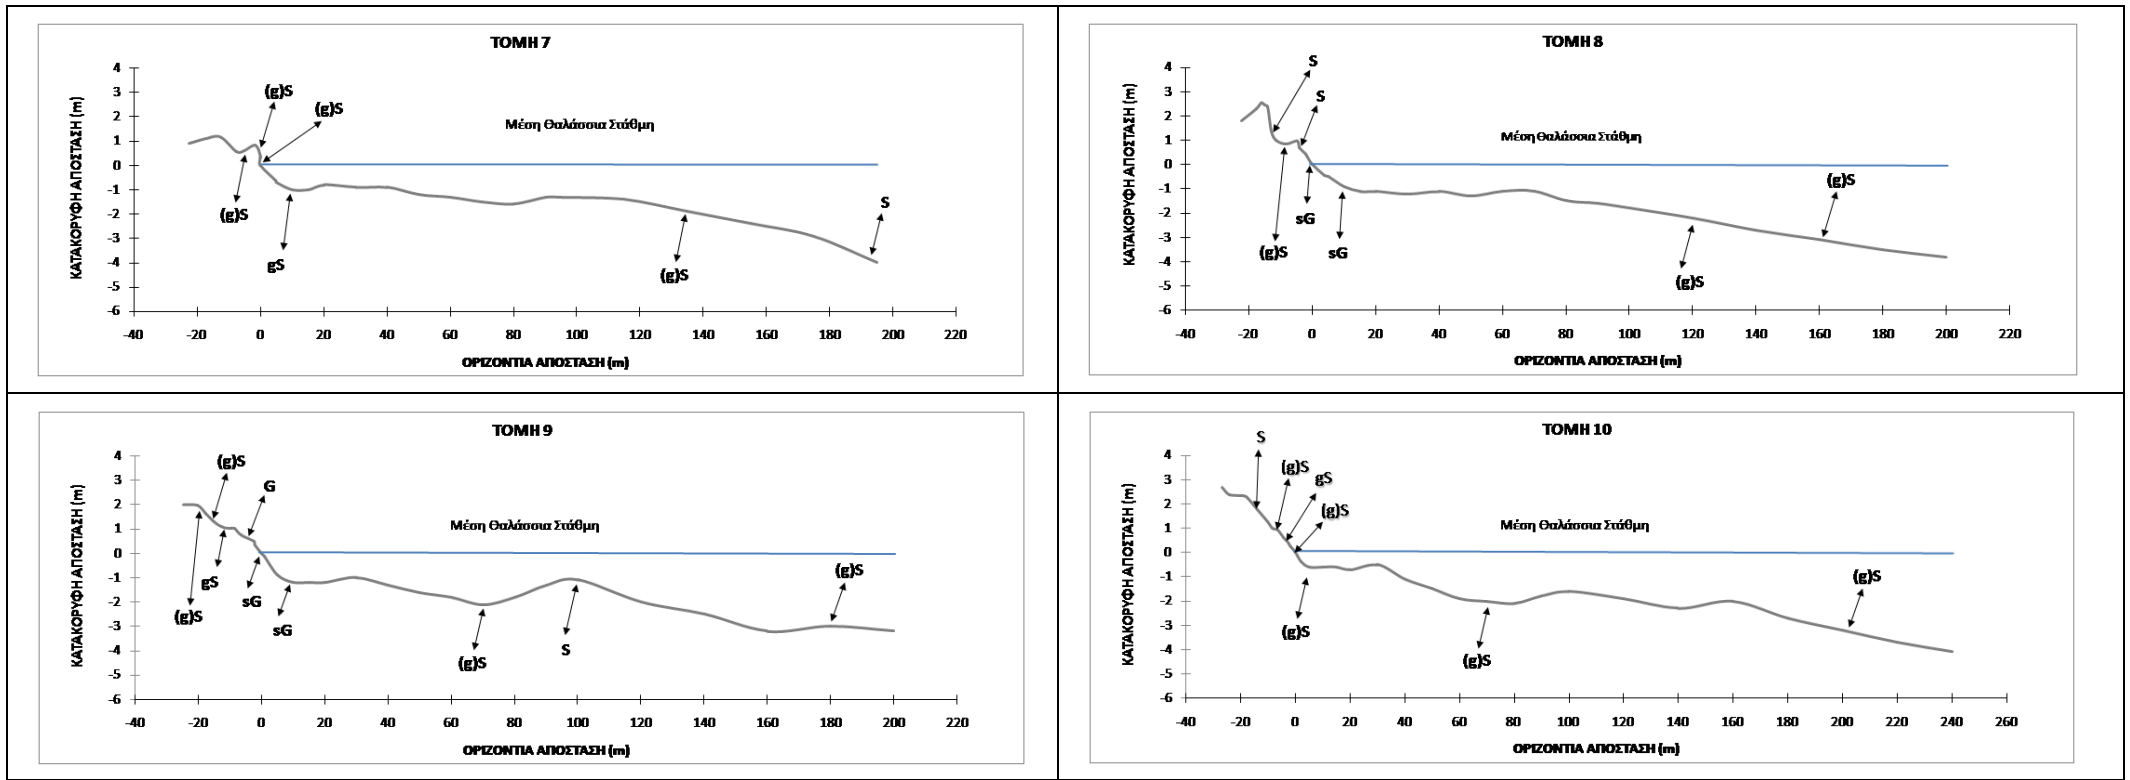 ΤΟΜΗ 7
ΚΑΤΑΚΟΡΥΦΗ ΑΠΟΣΤΑΣΗ (m)
4
3
2
1
0
-1
-2
-3
-4
-5
-6
(g)S
(g)S
Μέση Θαλάσσια Στάθμη
(g)S
gS
(g)S
S
-40 -20 0 20 40 60 80 100 120 140 160 180 200 220
ΟΡΙΖΟΝΤΙΑ ΑΠΟΣΤΑΣΗ (m)
ΤΟΜΗ 8
ΚΑΤΑΚΟΡΥΦΗ ΑΠΟΣΤΑΣΗ (m)
4
3
2
1
0
-1
-2
-3
-4
-5
-6
S
S
Μέση Θαλάσσια Στάθμη
(g)S
sG
(g)S
sG
(g)S
-40 -20 0 20 40 60 80 100 120 140 160 180 200 220
ΟΡΙΖΟΝΤΙΑ ΑΠΟΣΤΑΣΗ (m)
ΤΟΜΗ 9
ΚΑΤΑΚΟΡΥΦΗ ΑΠΟΣΤΑΣΗ (m)
4
3
2
1
0
-1
-2
-3
-4
-5
-6
(g)S
G
Μέση Θαλάσσια Στάθμη
(g)S
gS
sG
(g)S
sG
S
(g)S
-40 -20 0 20 40 60 80 100 120 140 160 180 200 220
ΟΡΙΖΟΝΤΙΑ ΑΠΟΣΤΑΣΗ (m)
ΤΟΜΗ 10
ΚΑΤΑΚΟΡΥΦΗ ΑΠΟΣΤΑΣΗ (m)
4
3
2
1
0
-1
-2
-3
-4
-5
-6
S
(g)S
gS
(g)S
Μέση Θαλάσσια Στάθμη
(g)S
(g)S
(g)S
-40 -20 0 20 40 60 80 100 120 140 160 180 200 220 240 260
ΟΡΙΖΟΝΤΙΑ ΑΠΟΣΤΑΣΗ (m)